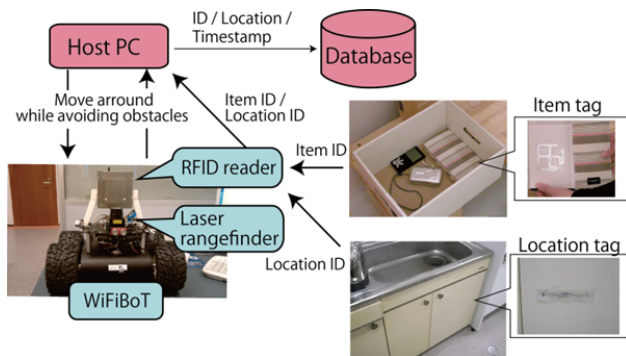 Host PC
ID / Location /
Timestamp
Database
Move arround
while avoiding obstacles
Item ID /
Location ID
Item tag
RFID reader
Item ID
Laser
rangefinder
Location ID
Location tag
WiFiBoT